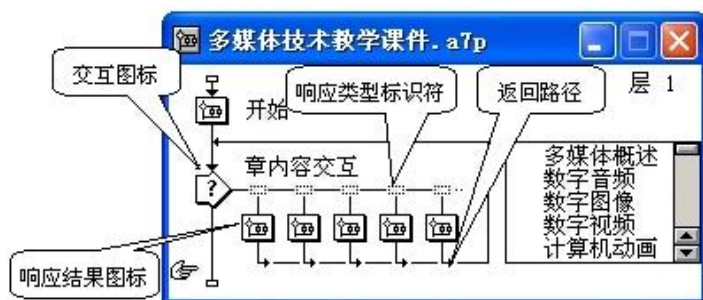 多媒体技术教学课件.a7p
交互图标
响应类型标识符
返回路径
层 1
开始
章内容交互
?
多媒体概述
数字音频
数字图像
数字视频
计算机动画
响应结果图标